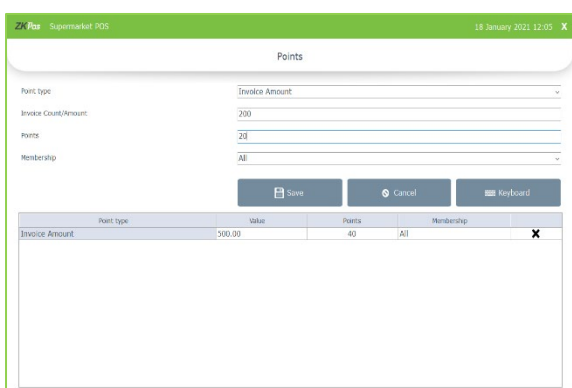 ZKPos Supermarket POS 18 January 2021 12:05 X
Points
Point type Invoice Amount
Invoice Count/Amount 200
Points 20
Membership All
Save Cancel Keyboard
Point type Value Points Membership
Invoice Amount 500.00 40 All X